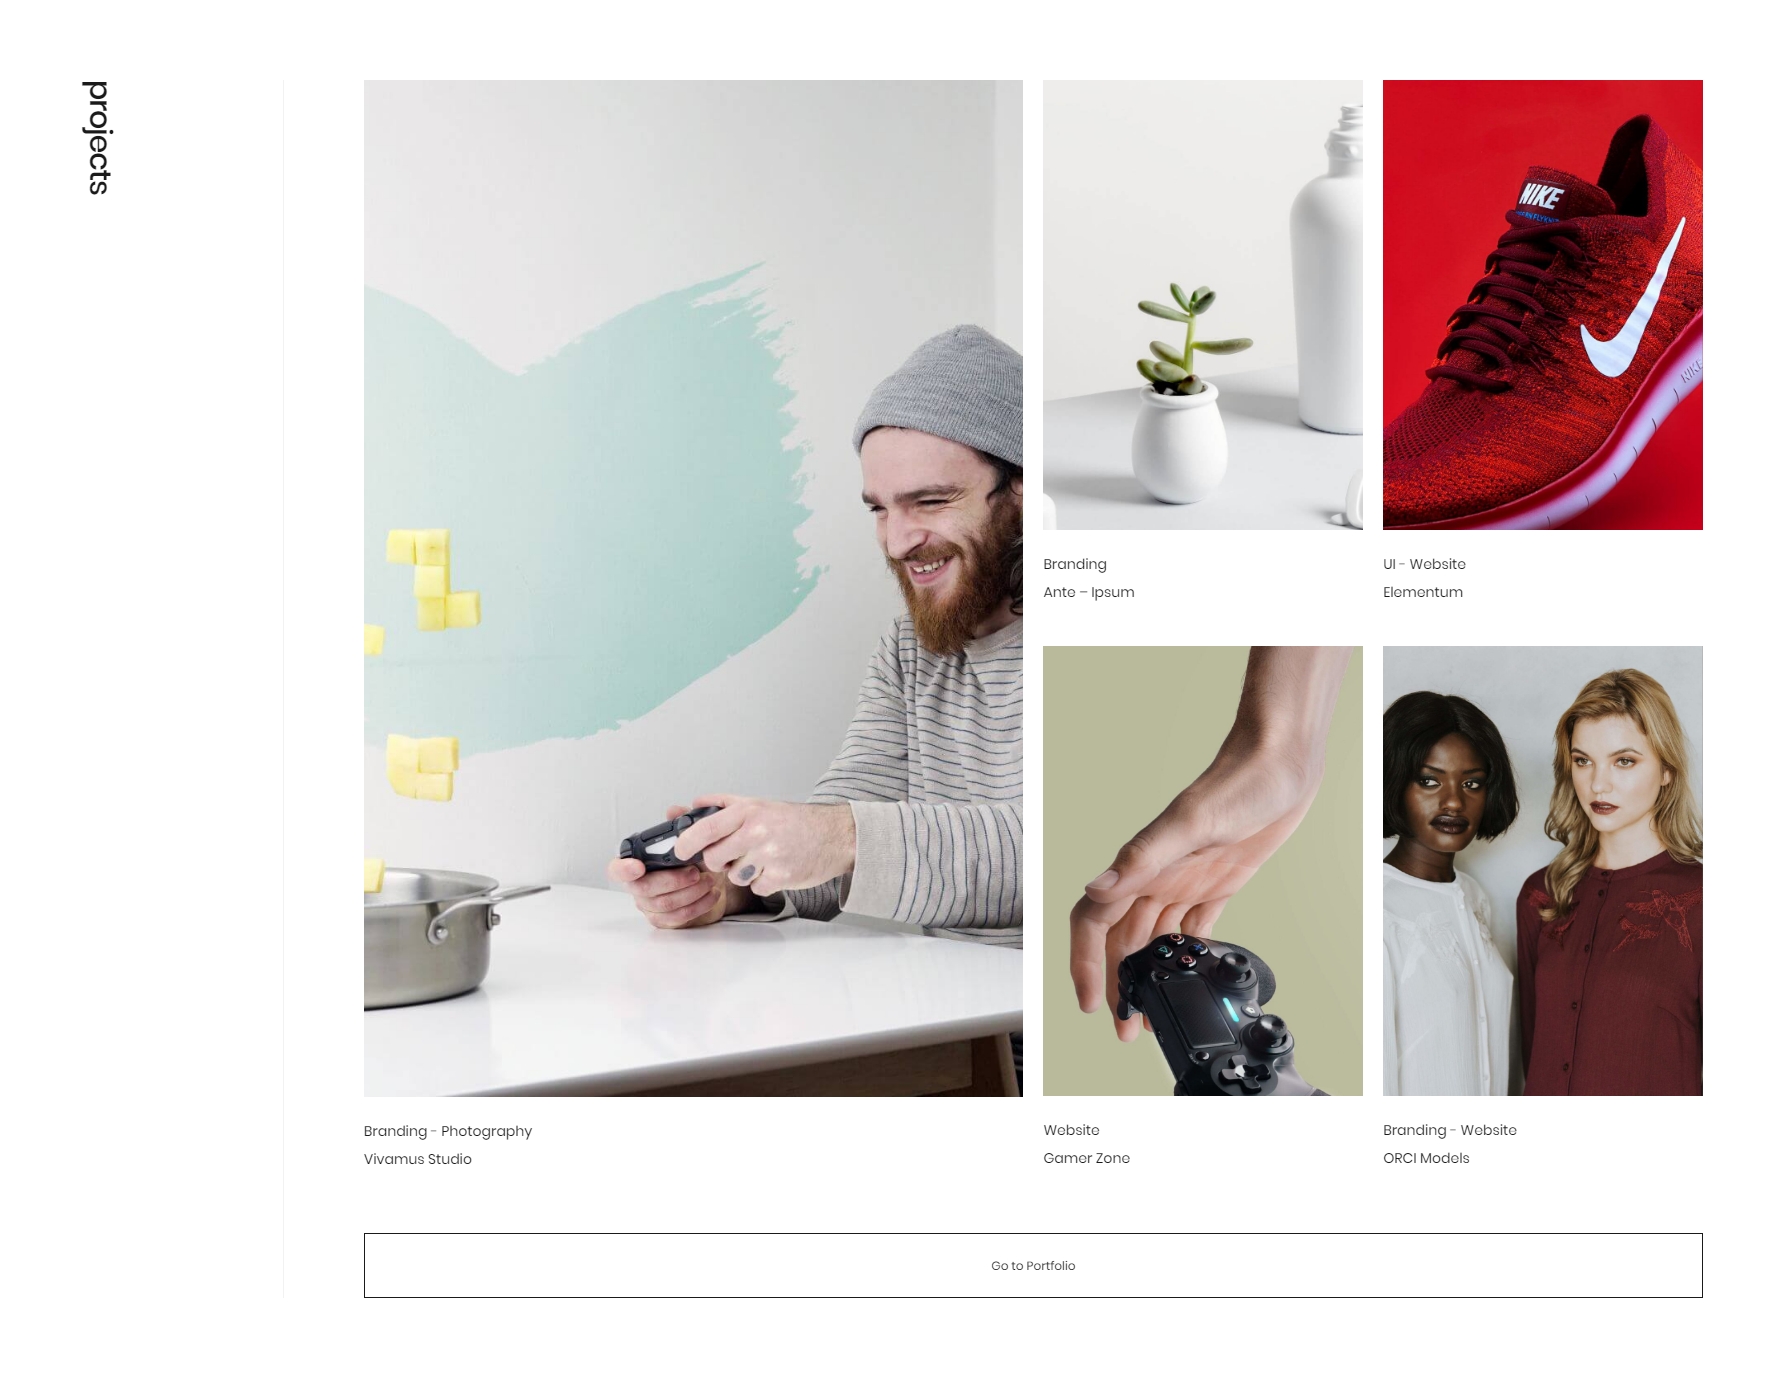 projects
NIKE
NIKE
Branding
Ante – Ipsum
UI - Website
Elementum
Branding - Photography
Vivamus Studio
Website
Gamer Zone
Branding - Website
ORCI Models
Go to Portfolio